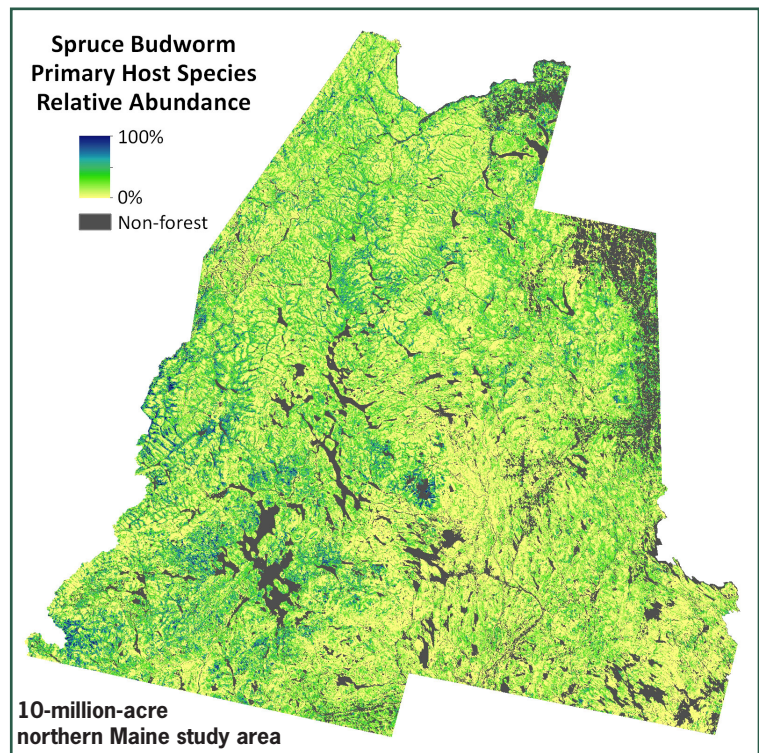 Spruce Budworm
Primary Host Species
Relative Abundance
100%
0%
Non-forest
10-million-acre
northern Maine study area